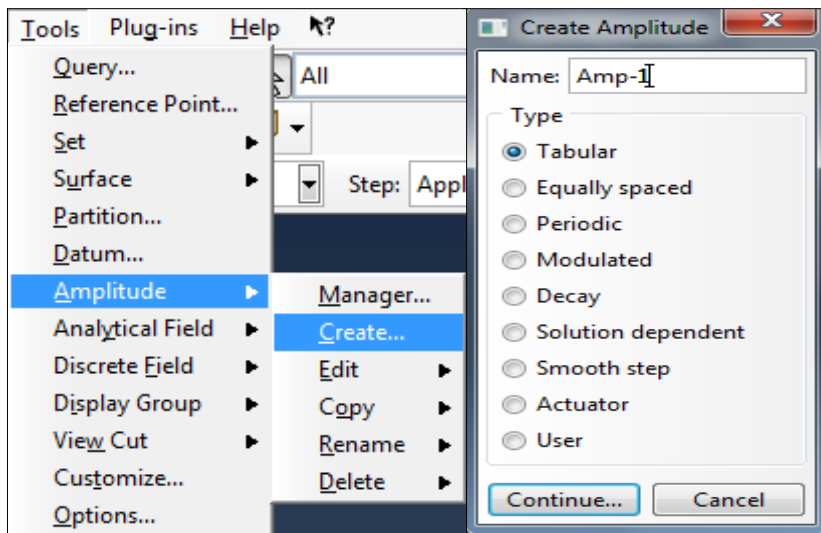 Tools Plug-ins Help
Query...
Reference Point...
Set
Surface
Partition...
Datum...
Amplitude
Analytical Field
Discrete Field
Display Group
View Cut
Customize...
Options...
All
Step: Appl
Manager...
Create...
Edit
Copy
Rename
Delete
Create Amplitude
Name: Amp-1
Type
Tabular
Equally spaced
Periodic
Modulated
Decay
Solution dependent
Smooth step
Actuator
User
Continue... Cancel